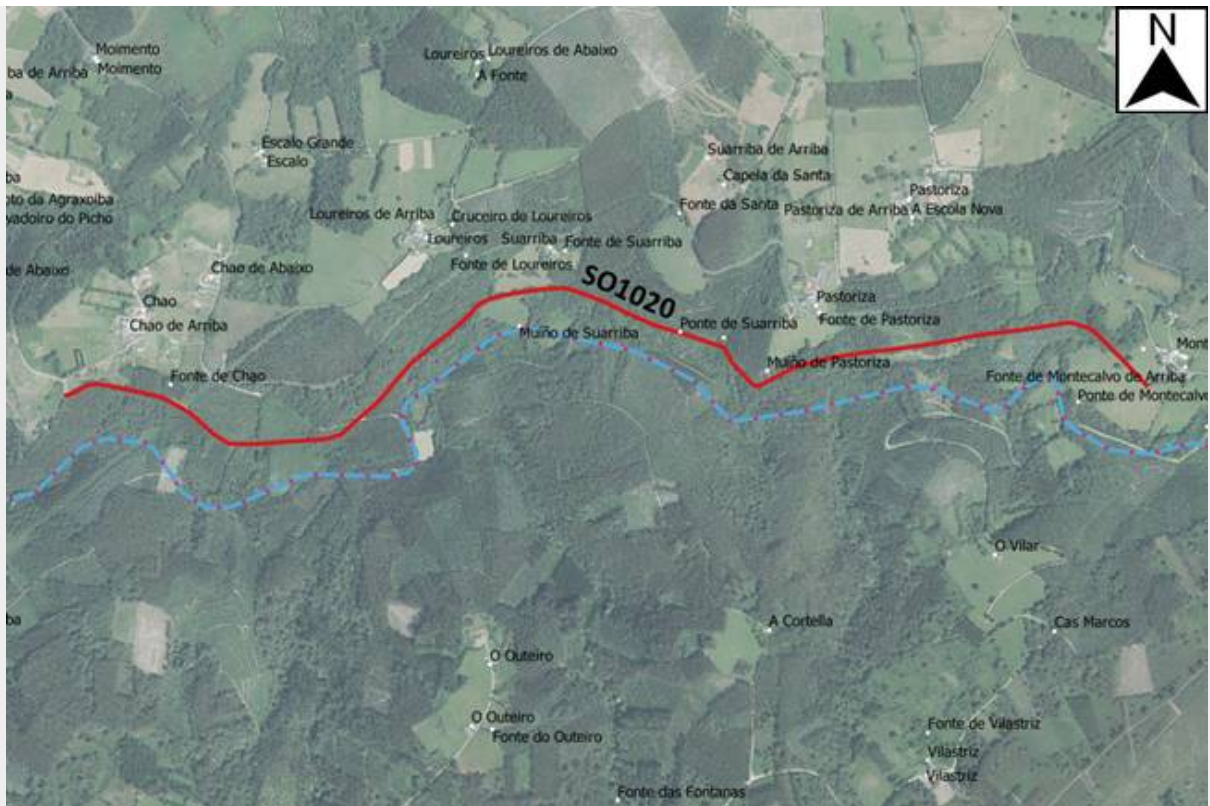 N
Moimento
Moimento
Loureiros
Loureiros de Abaixo
A Fonte
ba de Arriba
Escalo Grande
Escalo
Suarriba de Arriba
Capela da Santa
ba
oto da Agraxoiba
vadoiro do Picho
Pastoriza
Loureiros de Arriba
Cruceiro de Loureiros
Fonte da Santa
Pastoriza de Arriba
A Escola Nova
Loureiros
Suarriba
Fonte de Suarriba
de Abaixo
Chao de Abaixo
Fonte de Loureiros
SO1020
Chao
Pastoriza
Chao de Arriba
Ponte de Suarriba
Fonte de Pastoriza
Muiño de Suarriba
Mont
Muiño de Pastoriza
Fonte de Chao
Fonte de Montecalvo de Arriba
Ponte de Montecalvo
O Vilar
ba
A Cortella
Cas Marcos
O Outeiro
O Outeiro
Fonte do Outeiro
Fonte de Vilastriz
Vilastriz
Vilastriz
Fonte das Fontanas